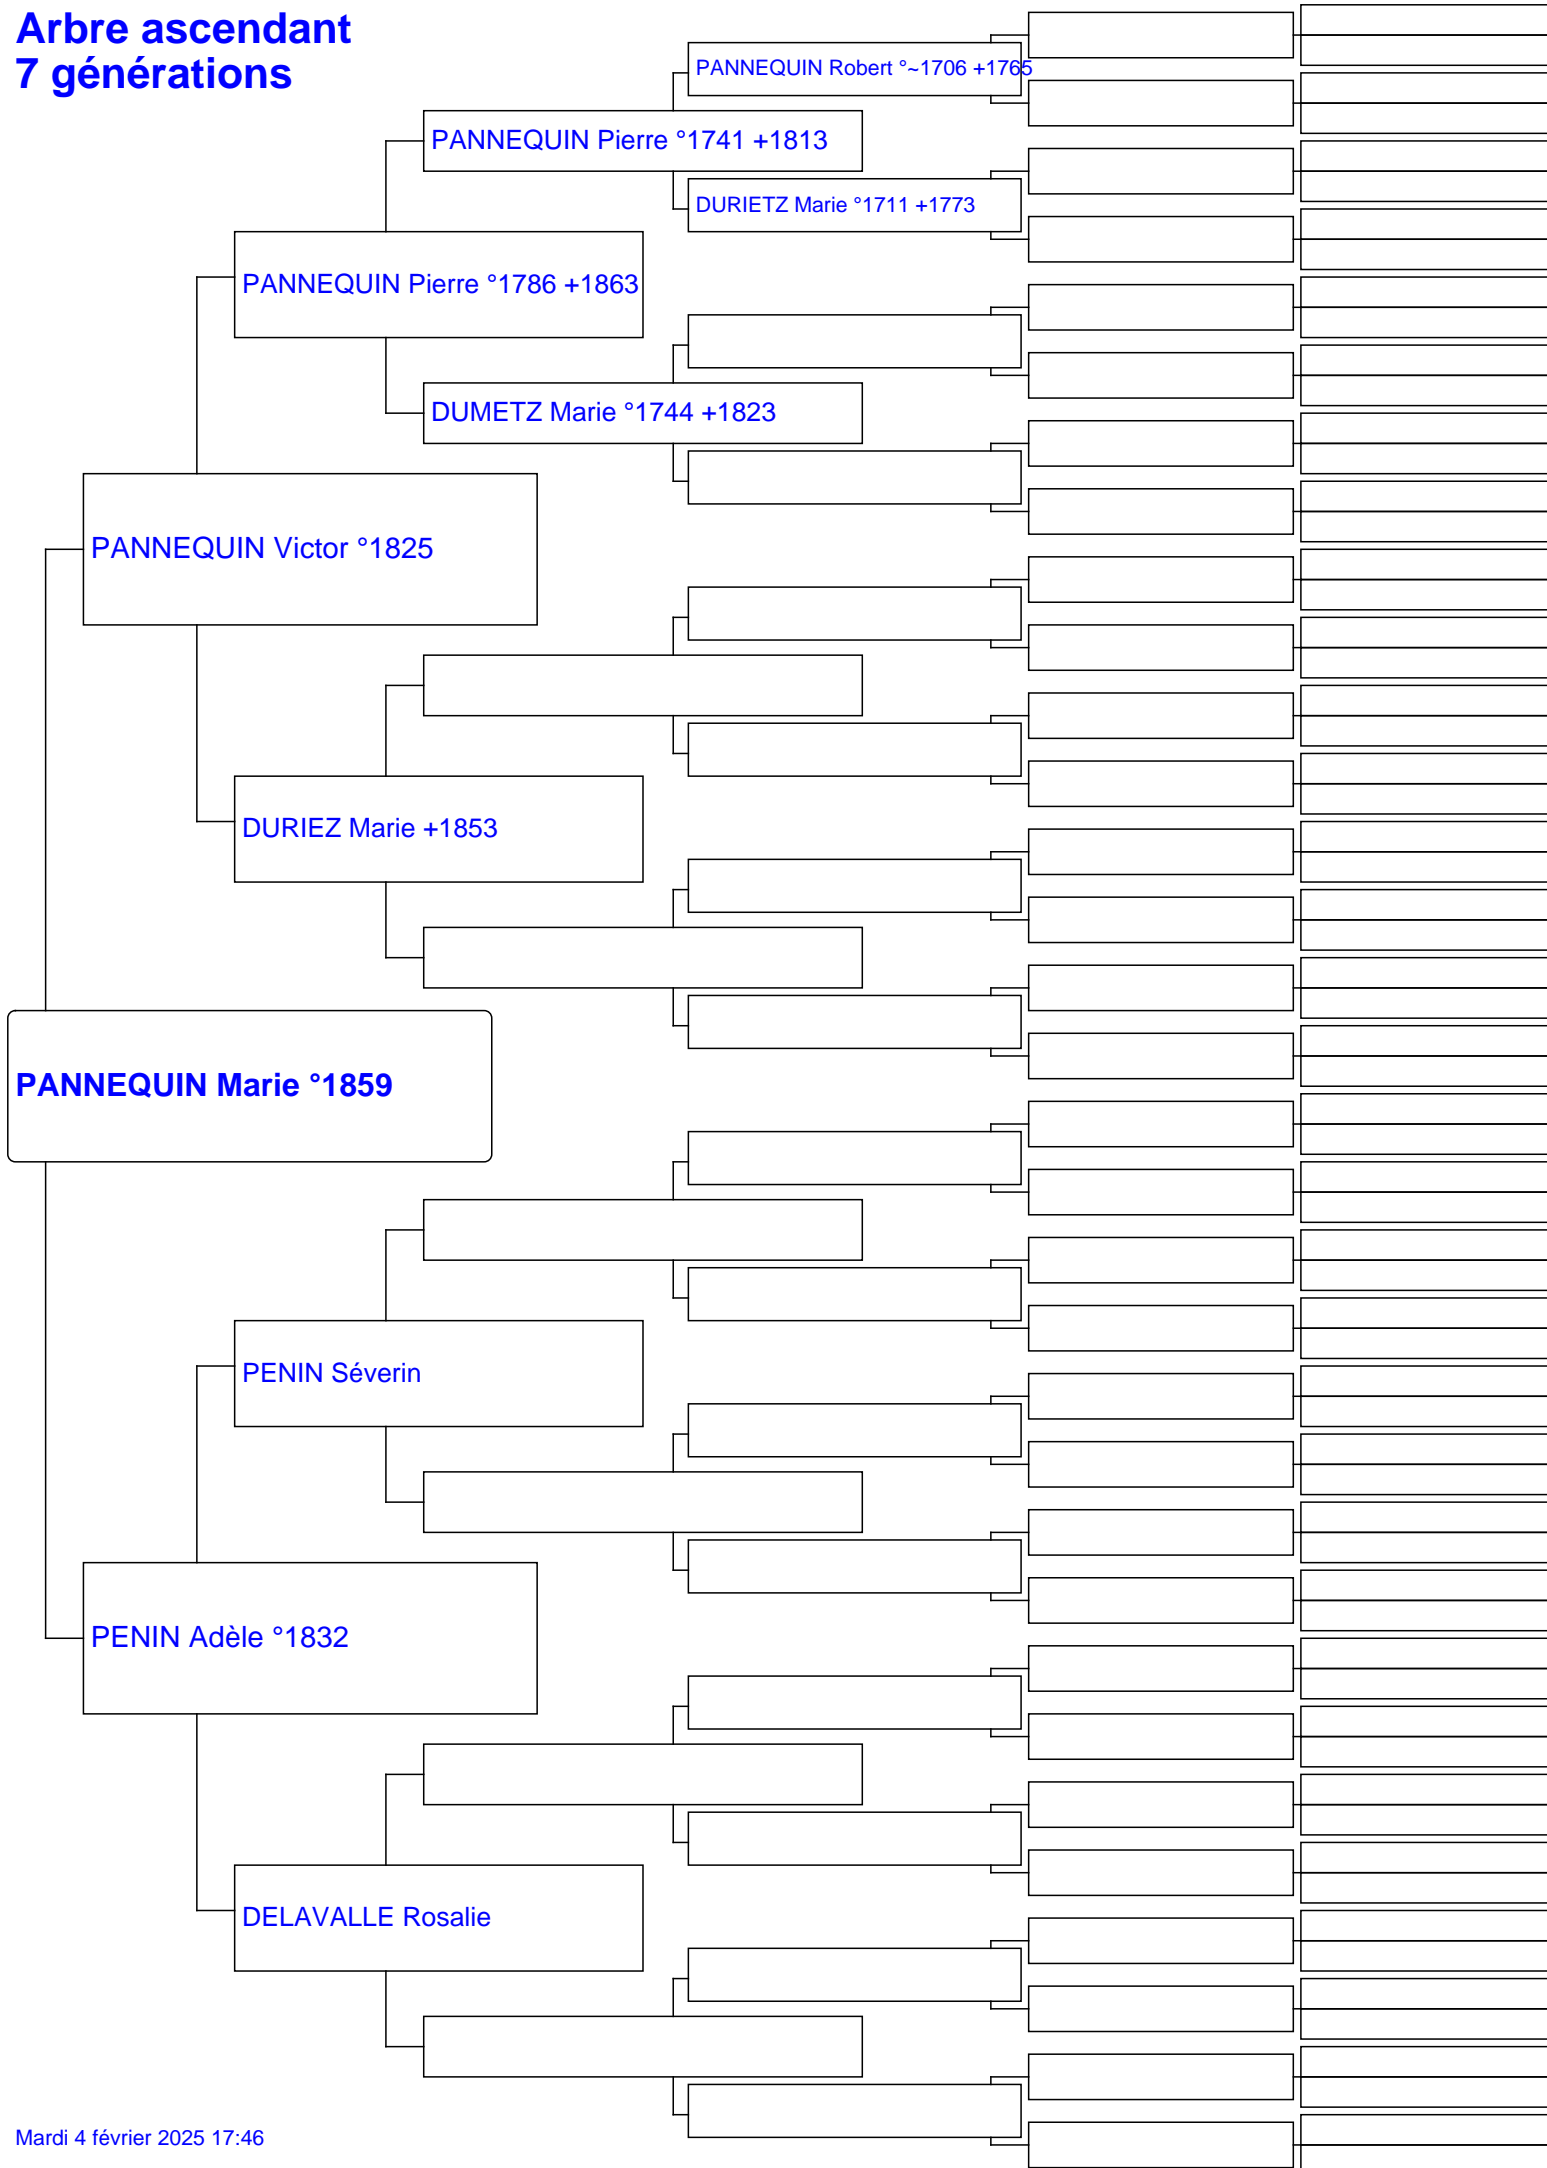 Arbre ascendant
7 générations
PANNEQUIN Robert °~1706 +1765
PANNEQUIN Pierre °1741 +1813
DURIETZ Marie °1711 +1773
PANNEQUIN Pierre °1786 +1863
DUMETZ Marie °1744 +1823
PANNEQUIN Victor °1825
DURIEZ Marie +1853
PANNEQUIN Marie °1859
PENIN Séverin
PENIN Adèle °1832
DELAVALLE Rosalie
Mardi 4 février 2025 17:46